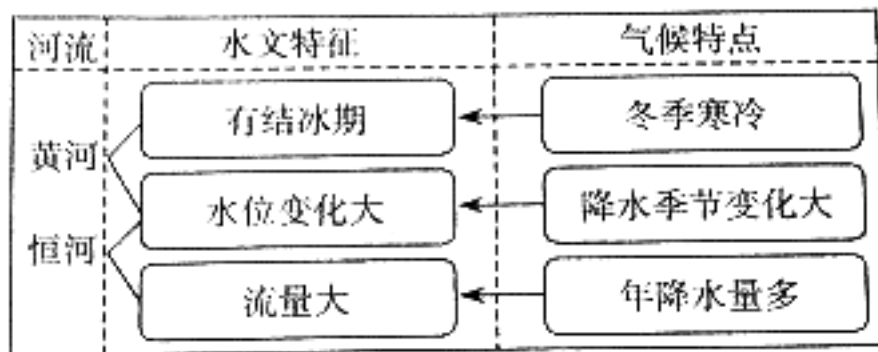 河流 水文特征 气候特点
有结冰期 冬季寒冷
黄河
水位变化大 降水季节变化大
恒河
流量大 年降水量多